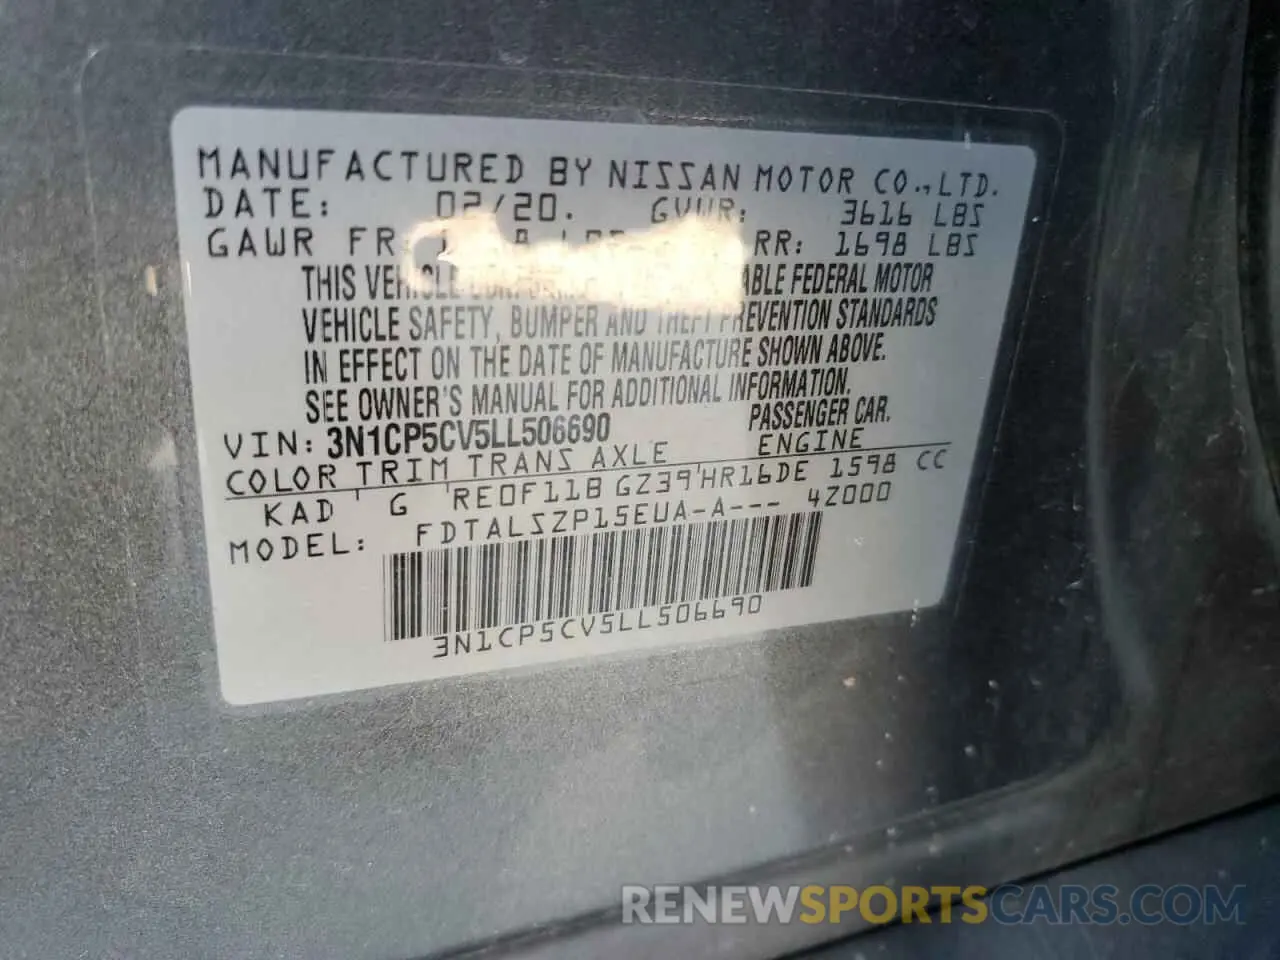 MANUFACTURED BY NISSAN MOTOR CO.,LTD.
DATE: 02/20. GVWR: 3616 LBS
GAWR FR: RR: 1698 LBS
THIS VEHICLE FEDERAL MOTOR
VEHICLE SAFETY, BUMPER AND THEFT PREVENTION STANDARDS
IN EFFECT ON THE DATE OF MANUFACTURE SHOWN ABOVE.
SEE OWNER'S MANUAL FOR ADDITIONAL INFORMATION.
VIN: 3N1CP5CV5LL506690 PASSENGER CAR.
COLOR TRIM TRANS AXLE ENGINE
KAD G RE0F11B GZ39 HR16DE 1598 CC
MODEL: FDTALSZP15EUA-A--- 4Z000
3N1CP5CV5LL506690
RENEWSPORTSCARS.COM